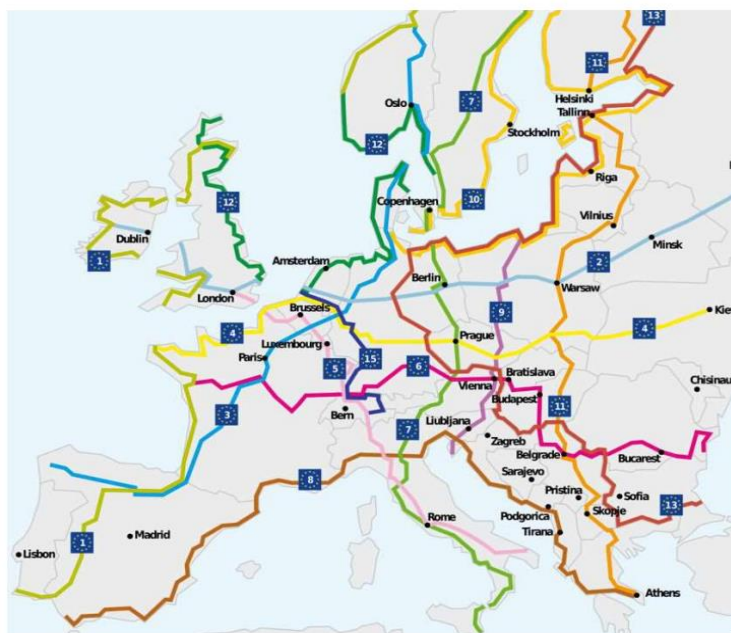 13
11
Helsinki
Tallinn
7
Oslo
Stockholm
12
Riga
12
Copenhagen
10
Vilnius
Dublin
Minsk
1
Amsterdam
2
Berlin
London
Warsaw
Brussels
9
Kie
4
4
Prague
Luxembourg
Paris
15
5
6
Bratislava
Vienna
Chisinau
Budapest
Bern
3
11
Liubljana
7
Zagreb
Belgrade
Bucarest
8
Sarajevo
Pristina
Sofia
13
Podgorica
Skopje
Rome
Tirana
Madrid
1
Lisbon
Athens